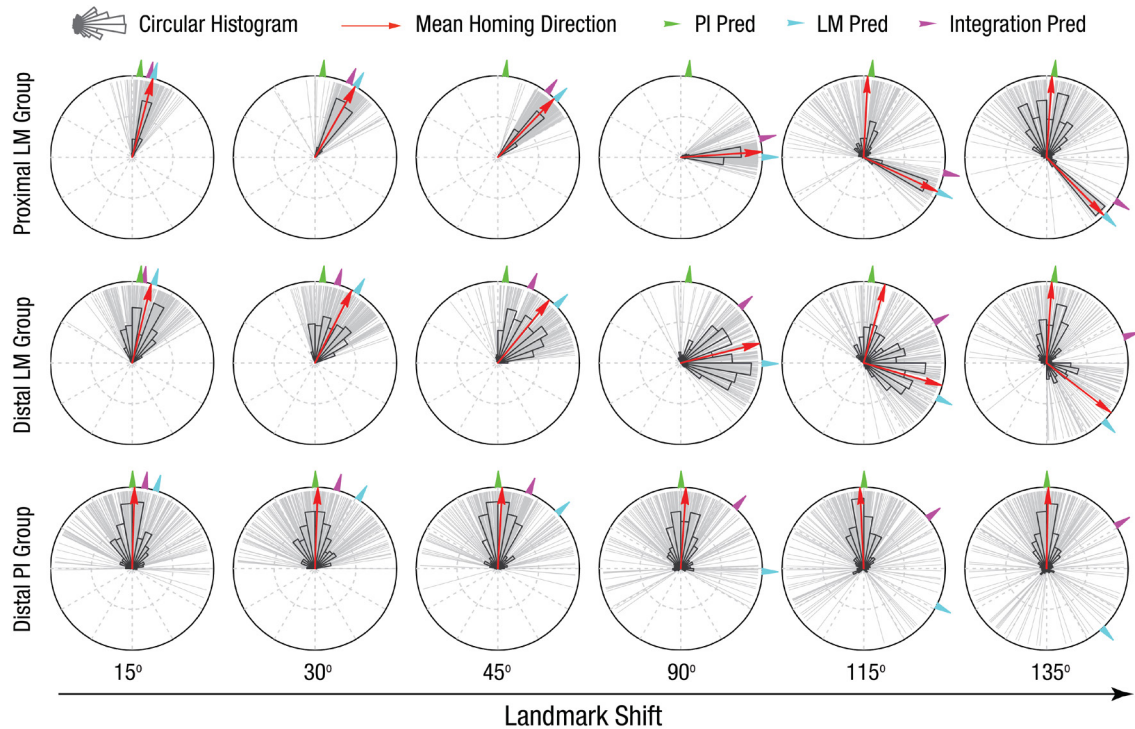 Circular Histogram Mean Homing Direction PI Pred LM Pred Integration Pred
Proximal LM Group
Distal LM Group
Distal PI Group
15° 30° 45° 90° 115° 135°
Landmark Shift